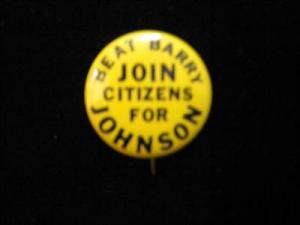 BEAT BARRY
JOIN
CITIZENS
FOR
JOHNSON